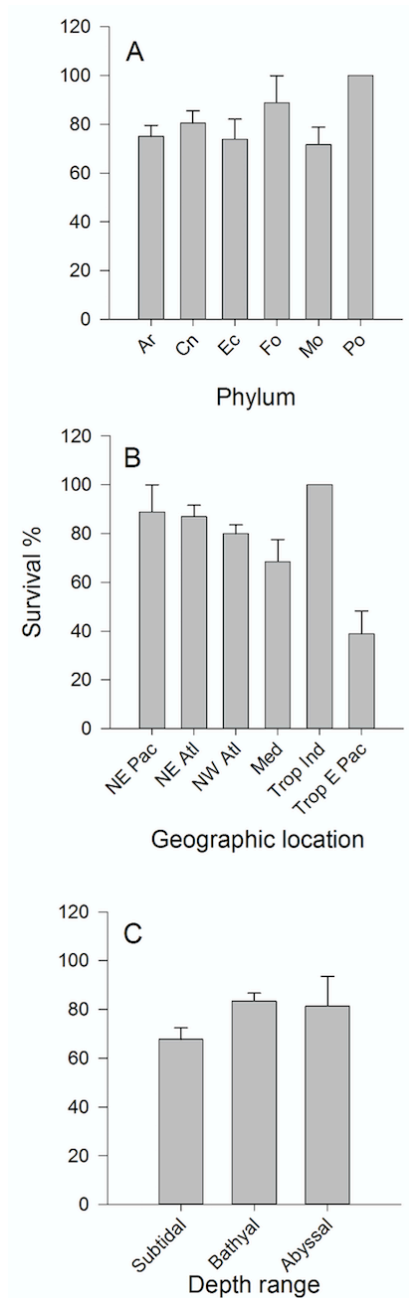 A
120
100
80
60
40
20
0
Ar Cn Ec Fo Mo Po
Phylum
B
120
100
80
60
40
20
0
Survival %
NE Pac NE Atl NW Atl Med Trop Ind Trop E Pac
Geographic location
C
120
100
80
60
40
20
0
Subtidal Bathyal Abyssal
Depth range